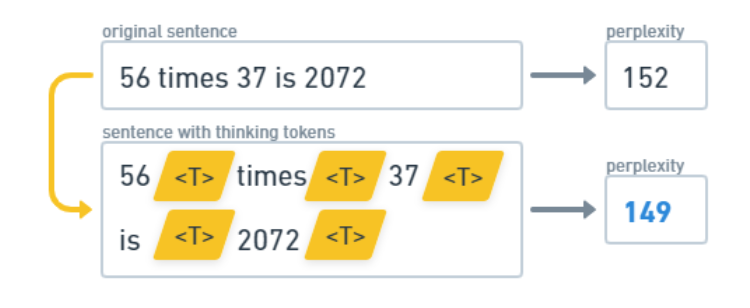 original sentence
56 times 37 is 2072
perplexity
152
sentence with thinking tokens
56 <T> times <T> 37 <T>
is <T> 2072 <T>
perplexity
149